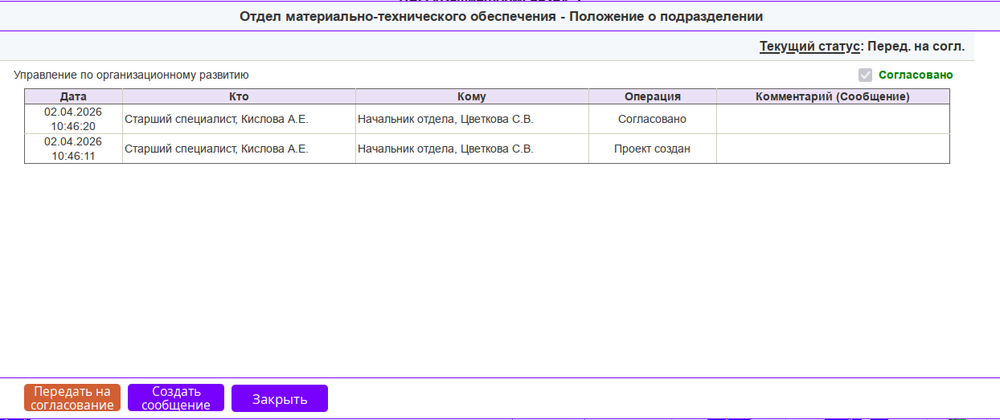 Отдел материально-технического обеспечения - Положение о подразделении
Текущий статус: Перед. на согл.
Управление по организационному развитию
Согласовано
Дата Кто Кому Операция Комментарий (Сообщение)
02.04.2026
10:46:20
Старший специалист, Кислова А.Е. Начальник отдела, Цветкова С.В. Согласовано
02.04.2026
10:46:11
Старший специалист, Кислова А.Е. Начальник отдела, Цветкова С.В. Проект создан
Передать на
согласование
Создать
сообщение
Закрыть